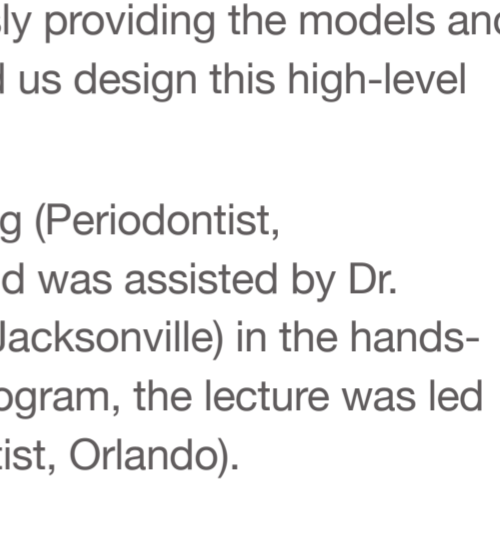 ly providing the models and
d us design this high-level
g (Periodontist,
d was assisted by Dr.
Jacksonville) in the hands-
ogram, the lecture was led
ist, Orlando).